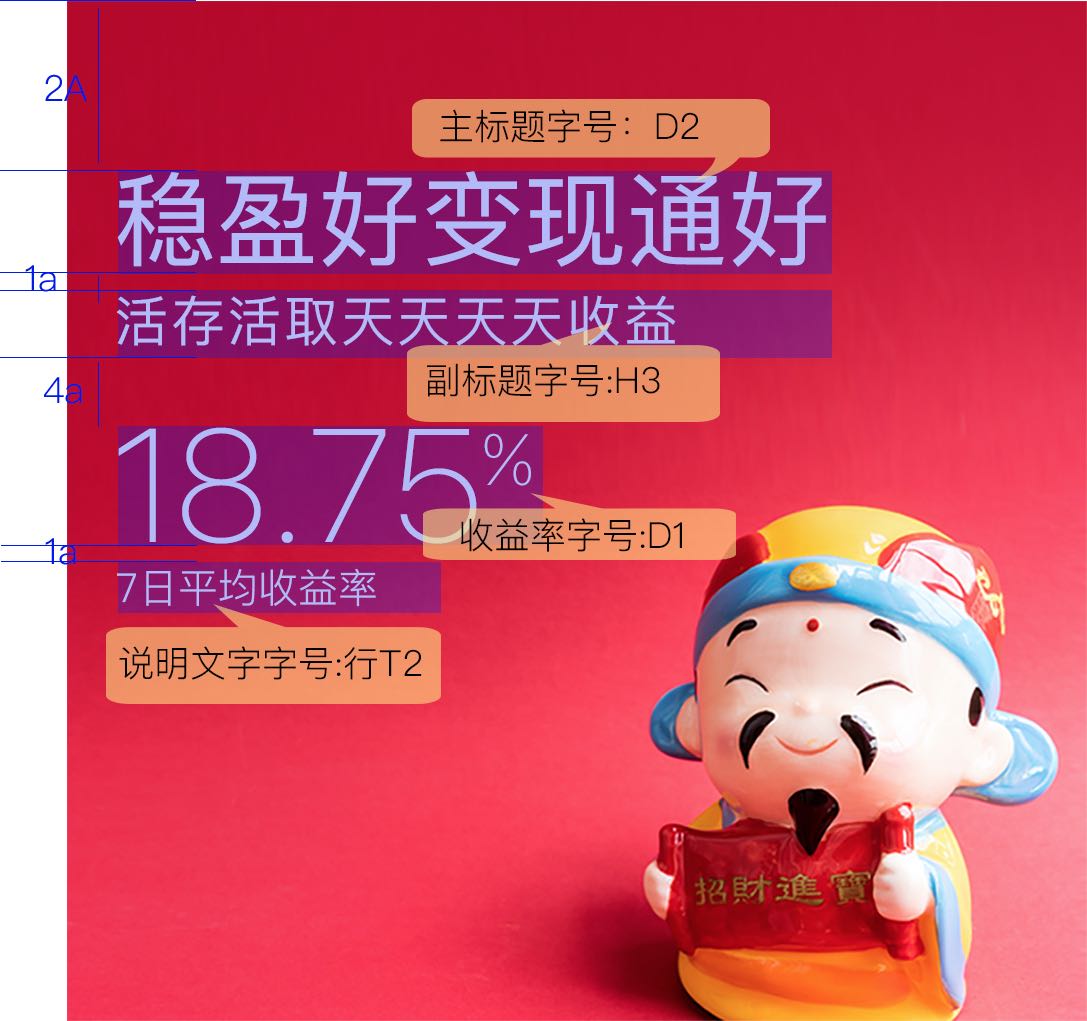 2A
主标题字号：D2
稳盈好变现通好
1a
活存活取天天天天收益
副标题字号:H3
4a
18.75%
收益率字号:D1
1a
7日平均收益率
说明文字字号:行T2
招財進寶